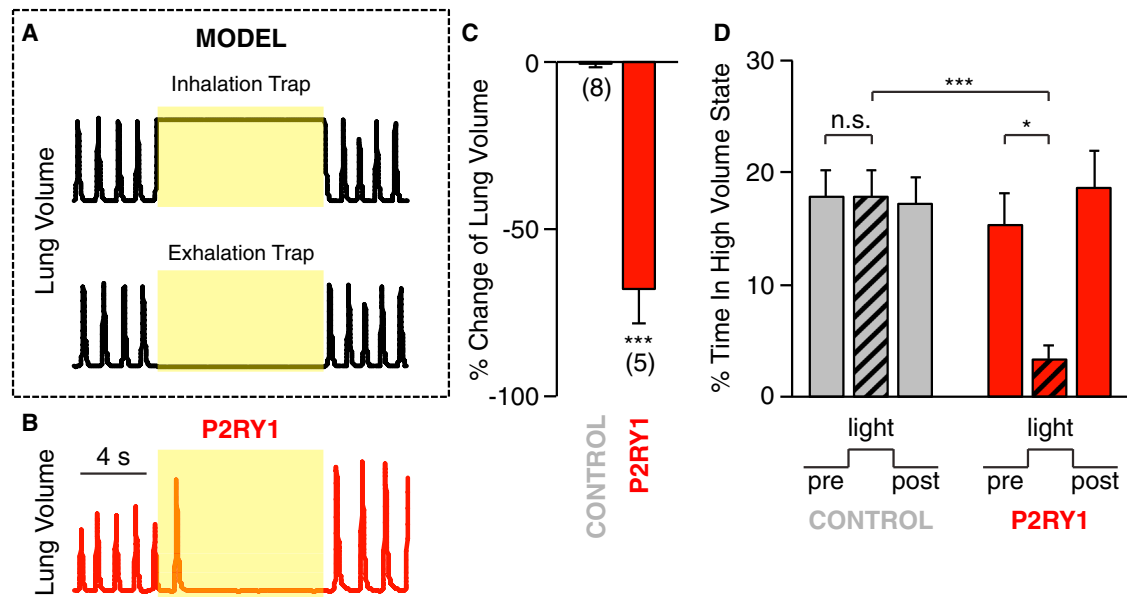 A
MODEL
Inhalation Trap
Exhalation Trap
Lung Volume
B
P2RY1
4 s
Lung Volume
C
% Change of Lung Volume
0
-50
-100
(8)
***
(5)
CONTROL
P2RY1
D
% Time In High Volume State
30
20
10
0
***
n.s.
*
light
light
pre
post
pre
post
CONTROL
P2RY1